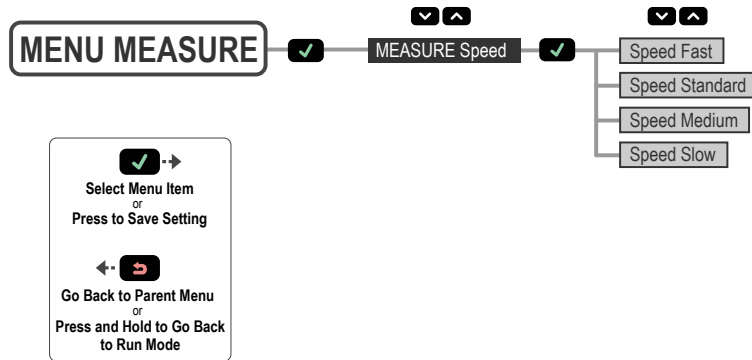 MENU MEASURE
MEASURE Speed
Speed Fast
Speed Standard
Speed Medium
Speed Slow
Select Menu Item
or
Press to Save Setting
Go Back to Parent Menu
or
Press and Hold to Go Back
to Run Mode